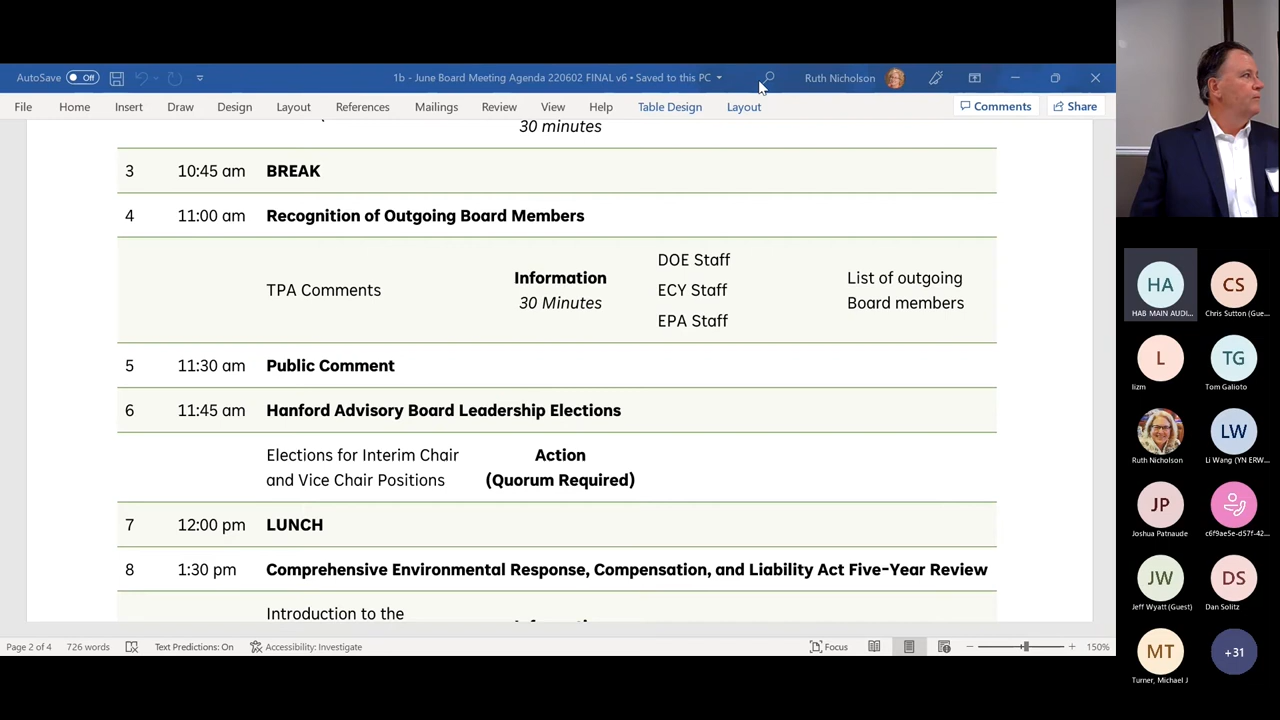 AutoSave Off
1b - June Board Meeting Agenda 220602 FINAL v6 • Saved to this PC
Ruth Nicholson
File Home Insert Draw Design Layout References Mailings Review View Help Table Design Layout
Comments Share
30 minutes
3 10:45 am BREAK
4 11:00 am Recognition of Outgoing Board Members
TPA Comments
Information
30 Minutes
DOE Staff
ECY Staff
EPA Staff
List of outgoing
Board members
5 11:30 am Public Comment
6 11:45 am Hanford Advisory Board Leadership Elections
Elections for Interim Chair
and Vice Chair Positions
Action
(Quorum Required)
7 12:00 pm LUNCH
8 1:30 pm Comprehensive Environmental Response, Compensation, and Liability Act Five-Year Review
Introduction to the
Page 2 of 4 726 words Text Predictions: On Accessibility: Investigate
Focus
150%
HA
HAB MAIN AUDI...
CS
Chris Sutton (Gue...
L
lizm
TG
Tom Galioto
Ruth Nicholson
LW
Li Wang (YN ERW...
JP
Joshua Patnaude
c6f9ae5e-d57f-42...
JW
Jeff Wyatt (Guest)
DS
Dan Solitz
MT
Turner, Michael J
+31